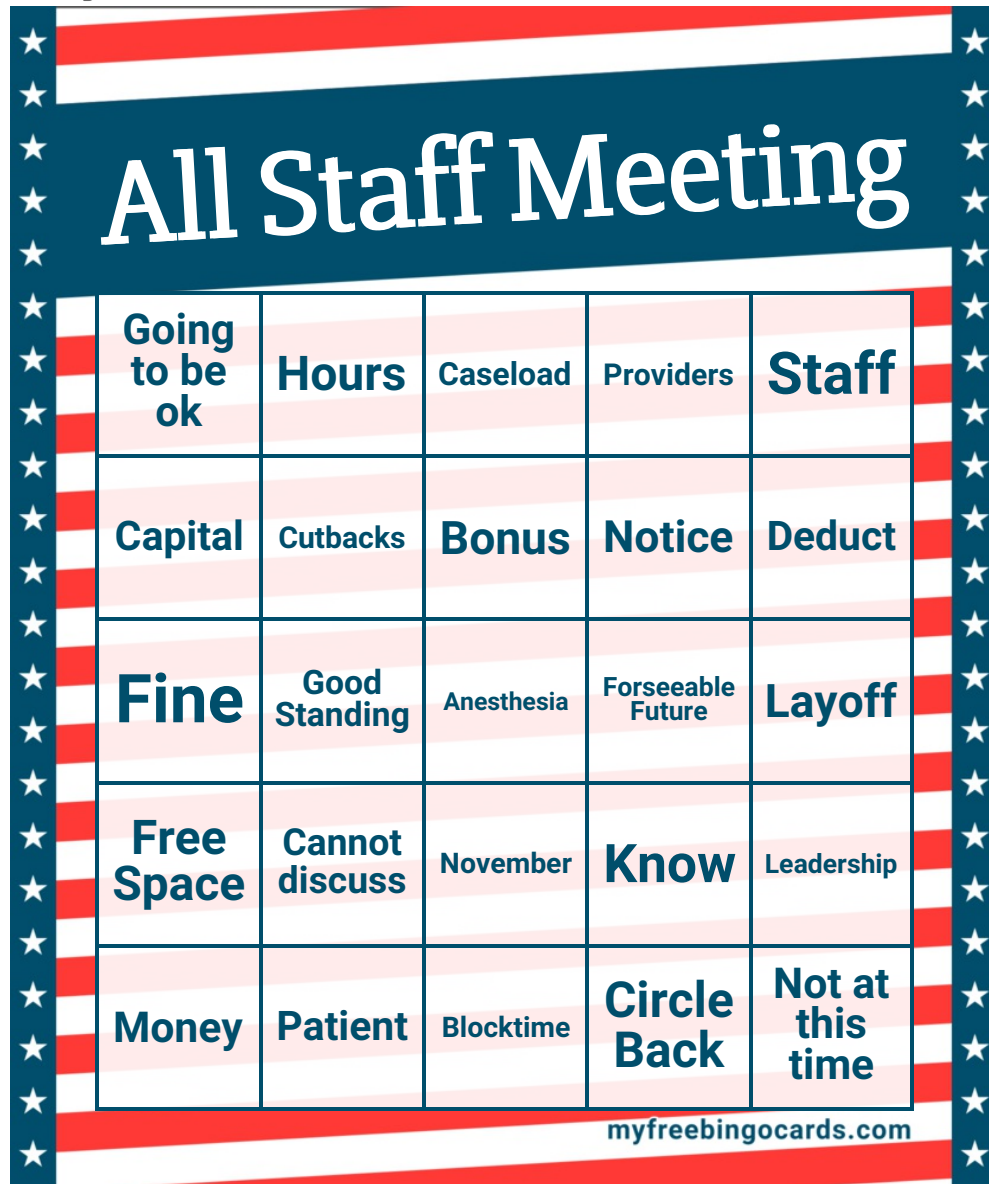 All Staff Meeting
Going
to be
ok
Hours
Caseload
Providers
Staff
Capital
Cutbacks
Bonus
Notice
Deduct
Fine
Good
Standing
Anesthesia
Forseeable
Future
Layoff
Free
Space
Cannot
discuss
November
Know
Leadership
Money
Patient
Blocktime
Circle
Back
Not at
this
time
myfreebingocards.com